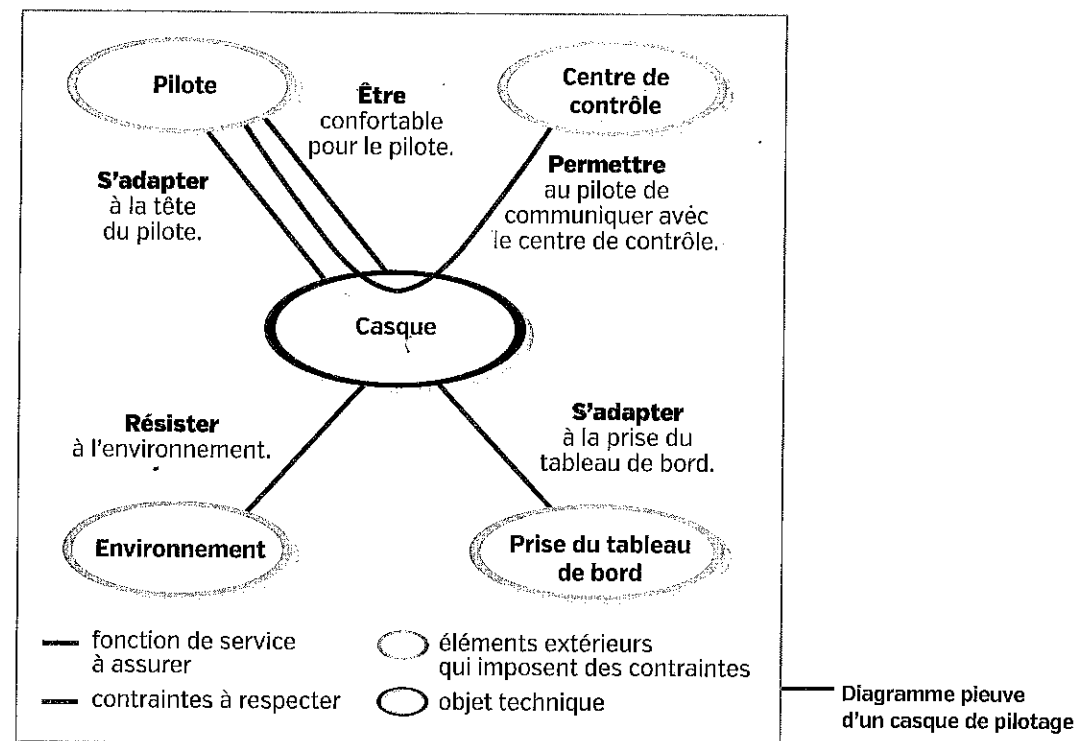 Pilote
Être
confortable
pour le pilote.
Centre de
contrôle
S'adapter
à la tête
du pilote.
Permettre
au pilote de
communiquer avec
le centre de contrôle.
Casque
Résister
à l'environnement.
S'adapter
à la prise du
tableau de bord.
Environnement
Prise du tableau
de bord
fonction de service
à assurer
éléments extérieurs
qui imposent des contraintes
contraintes à respecter
objet technique
Diagramme pieuvre
d'un casque de pilotage